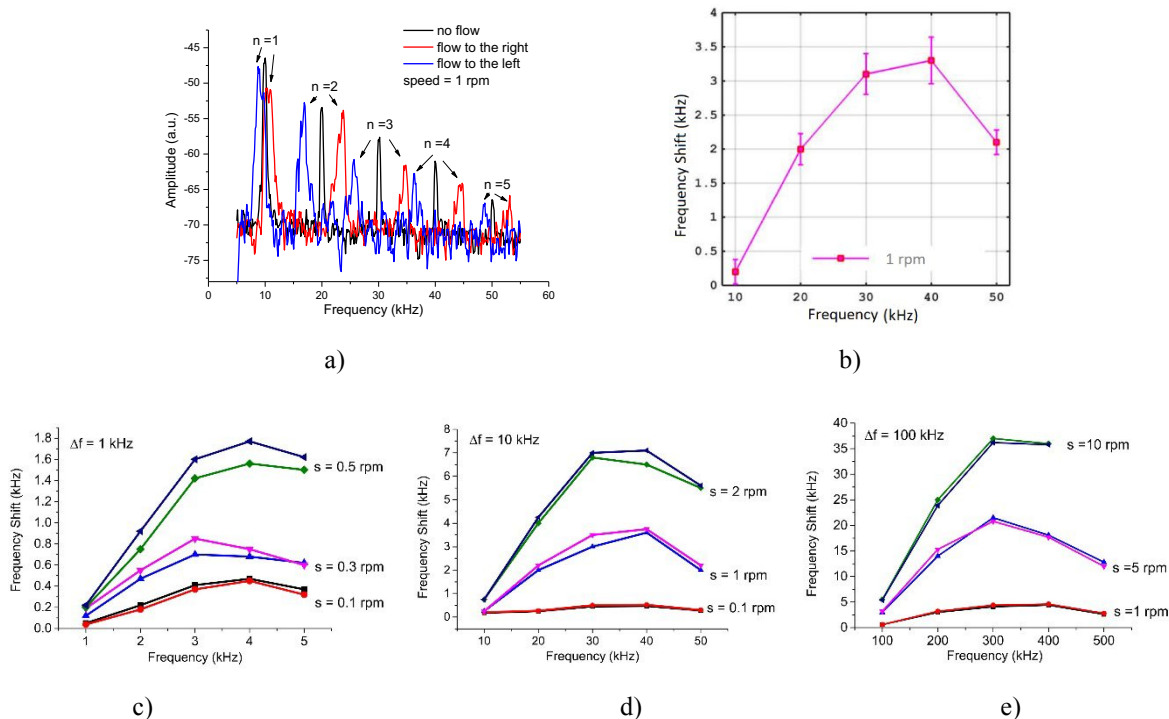 no flow
flow to the right
flow to the left
speed = 1 rpm
n =1
n =2
n =3
n =4
n =5
-45
-50
-55
-60
-65
-70
-75
Amplitude (a.u.)
0 10 20 30 40 50 60
Frequency (kHz)
a)
4
3.5
3
2.5
2
1.5
1
0.5
0
Frequency Shift (kHz)
1 rpm
10 20 30 40 50
Frequency (kHz)
b)
Δf = 1 kHz
1.8
1.6
1.4
1.2
1.0
0.8
0.6
0.4
0.2
0.0
Frequency Shift (kHz)
s = 0.5 rpm
s = 0.3 rpm
s = 0.1 rpm
1 2 3 4 5
Frequency (kHz)
c)
Δf = 10 kHz
8
7
6
5
4
3
2
1
0
Frequency Shift (kHz)
s = 2 rpm
s = 1 rpm
s = 0.1 rpm
10 20 30 40 50
Frequency (kHz)
d)
Δf = 100 kHz
40
35
30
25
20
15
10
5
0
Frequency Shift (kHz)
s =10 rpm
s =5 rpm
s =1 rpm
100 200 300 400 500
Frequency (kHz)
e)